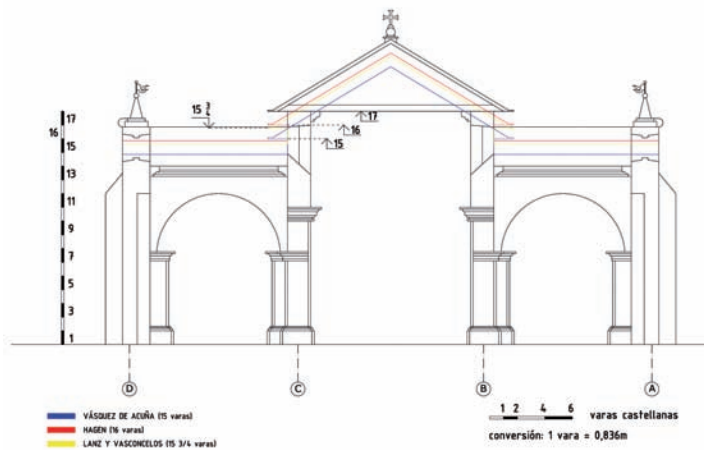 15 3/4
17
16
15
17
16
15
13
11
9
7
5
3
1
D
C
B
A
VÁSQUEZ DE ACUÑA (15 varas)
HAGEN (16 varas)
LANZ Y VASCONCELOS (15 3/4 varas)
1 2 4 6 varas castellanas
conversión: 1 vara = 0,836m